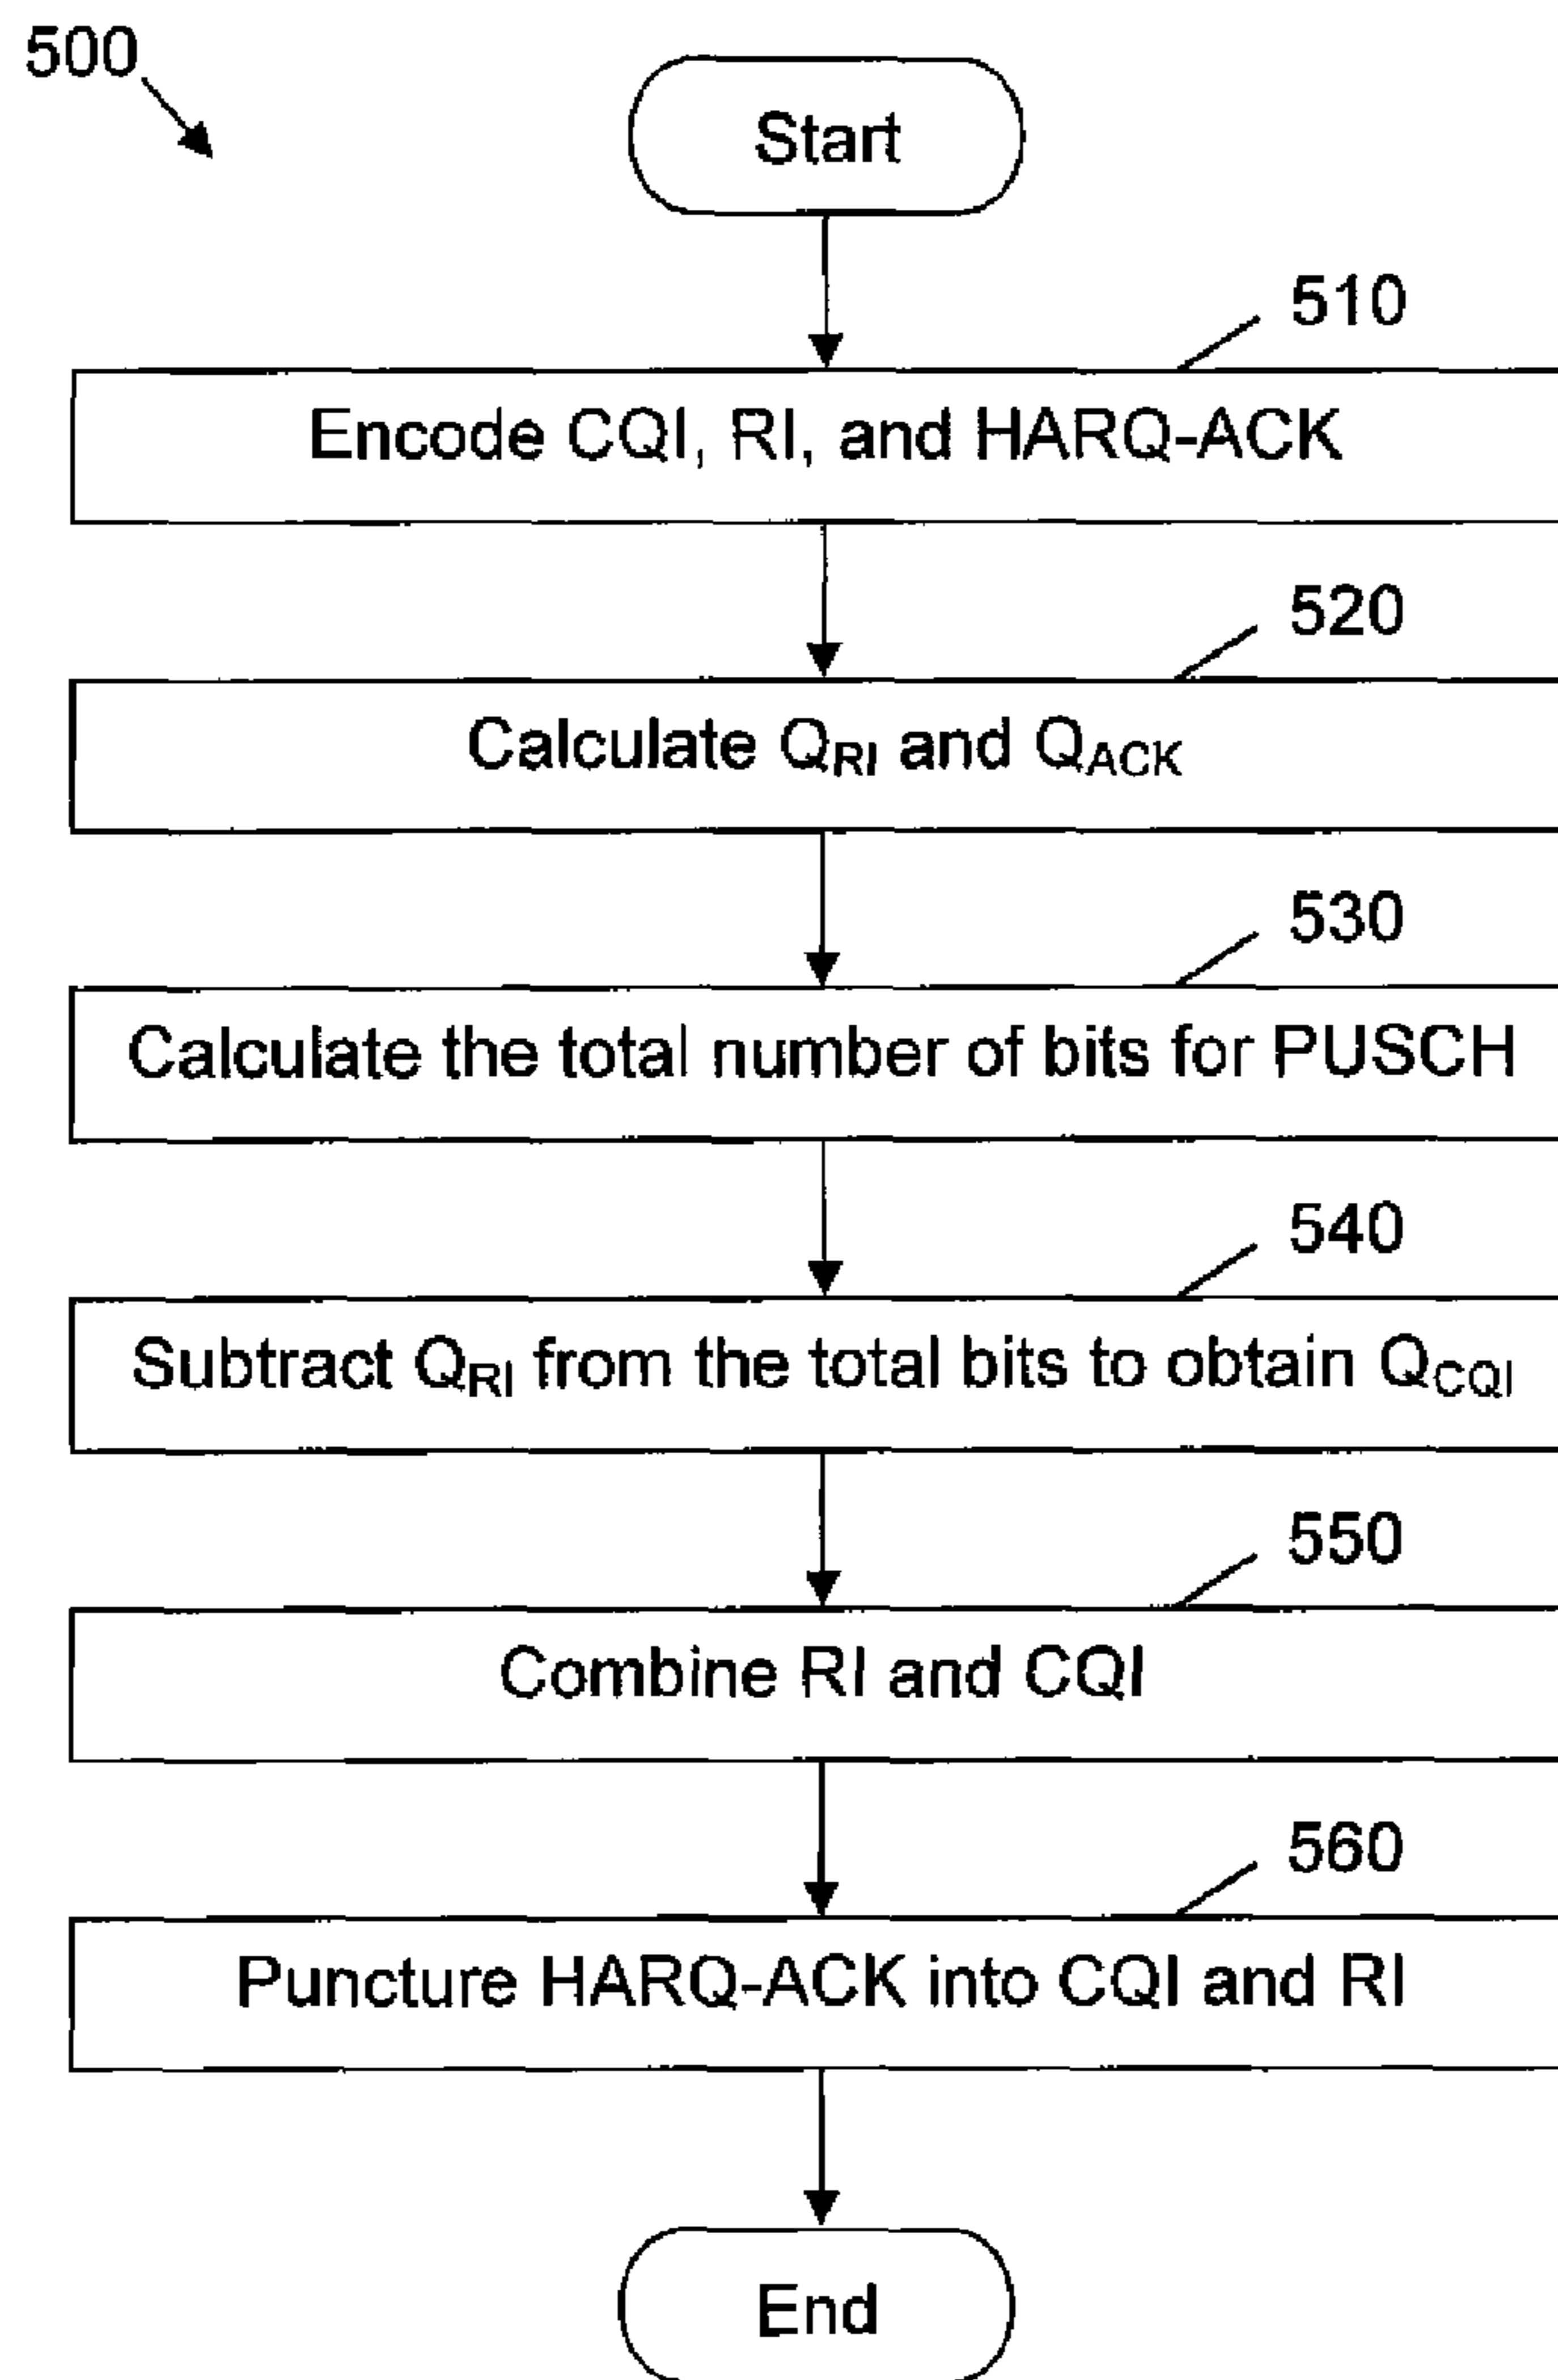 500
Start
510
Encode CQI, RI, and HARQ-ACK
520
Calculate QRI and QACK
530
Calculate the total number of bits for PUSCH
540
Subtract QRI from the total bits to obtain QCQI
550
Combine RI and CQI
560
Puncture HARQ-ACK into CQI and RI
End